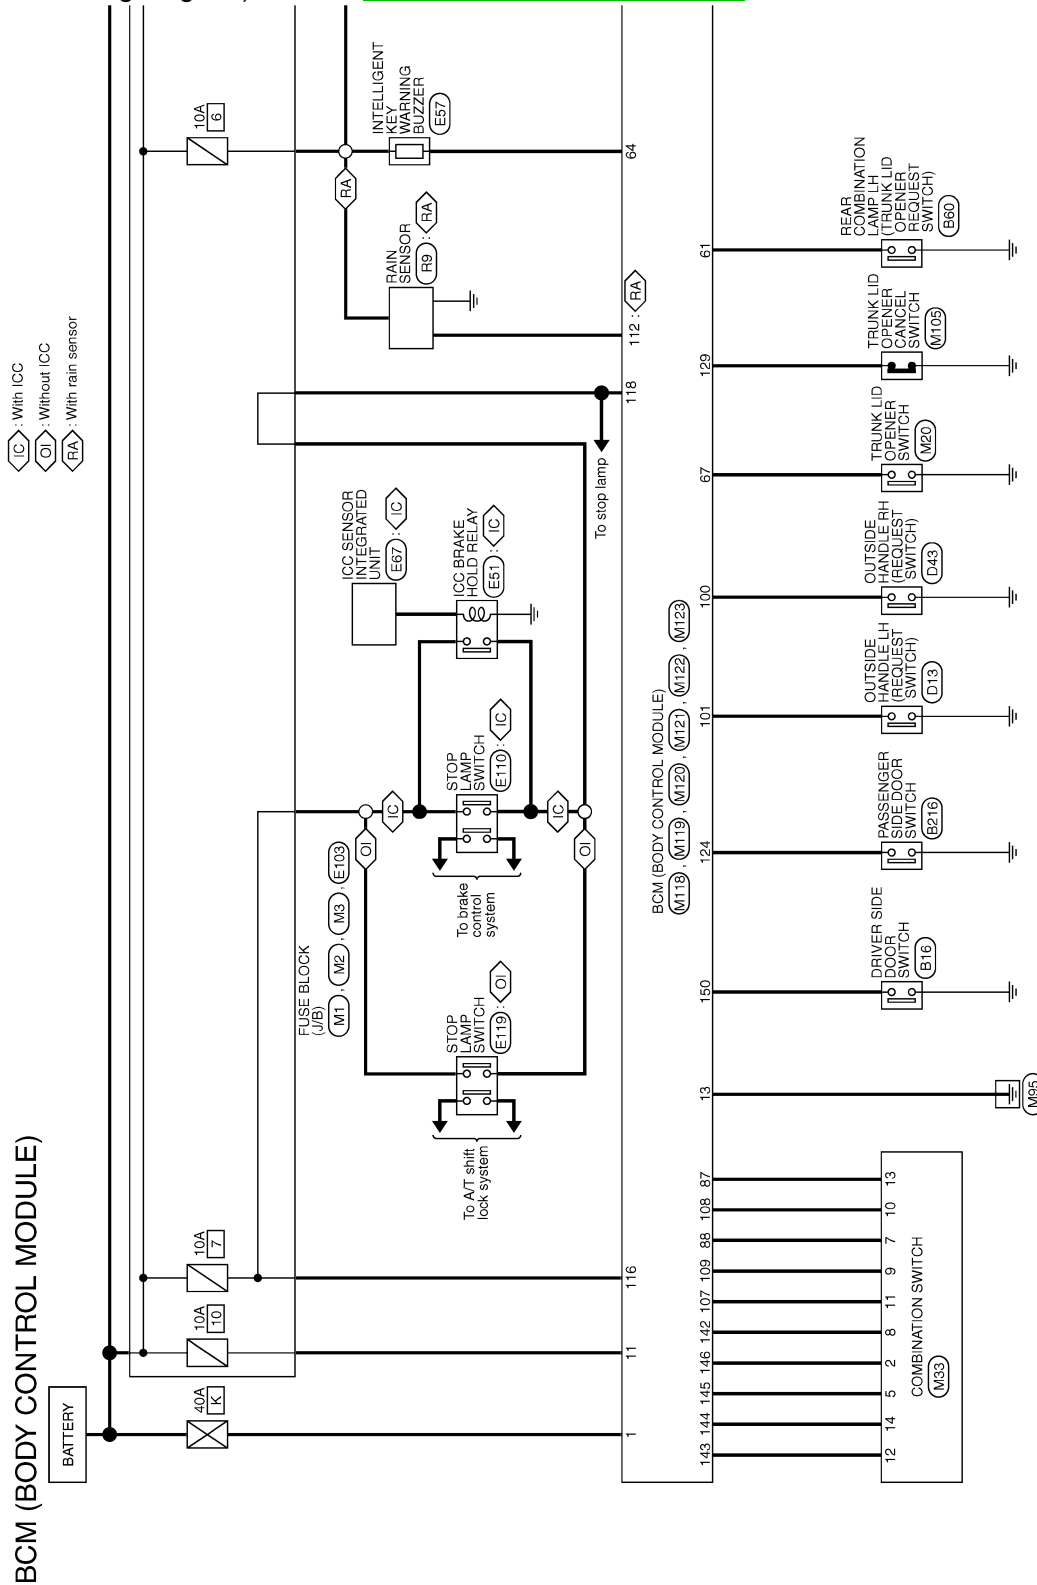 BCM (BODY CONTROL MODULE)
IC : With ICC
OI : Without ICC
RA : With rain sensor
BATTERY
40A
K
10A
10
10A
7
10A
6
FUSE BLOCK
(J/B)
M1 , M2 , M3 , E103
STOP
LAMP
SWITCH
E119 : OI
To A/T shift
lock system
OI
IC
STOP
LAMP
SWITCH
E110 : IC
To brake
control
system
IC
OI
ICC SENSOR
INTEGRATED
UNIT
E67 : IC
ICC BRAKE
HOLD RELAY
E51 : IC
To stop lamp
RA
RAIN
SENSOR
R9 : RA
INTELLIGENT
KEY
WARNING
BUZZER
E57
1
11
116
118
112 : RA
64
BCM (BODY CONTROL MODULE)
M118 , M119 , M120 , M121 , M122 , M123
143
144
145
146
142
107
109
88
108
87
13
150
124
101
100
67
129
61
12
14
5
2
8
11
9
7
10
13
COMBINATION SWITCH
M33
M95
DRIVER SIDE
DOOR
SWITCH
B16
PASSENGER
SIDE DOOR
SWITCH
B216
OUTSIDE
HANDLE LH
(REQUEST
SWITCH)
D13
OUTSIDE
HANDLE RH
(REQUEST
SWITCH)
D43
TRUNK LID
OPENER
SWITCH
M20
TRUNK LID
OPENER
CANCEL
SWITCH
M105
REAR
COMBINATION
LAMP LH
(TRUNK LID
OPENER
REQUEST
SWITCH)
B60